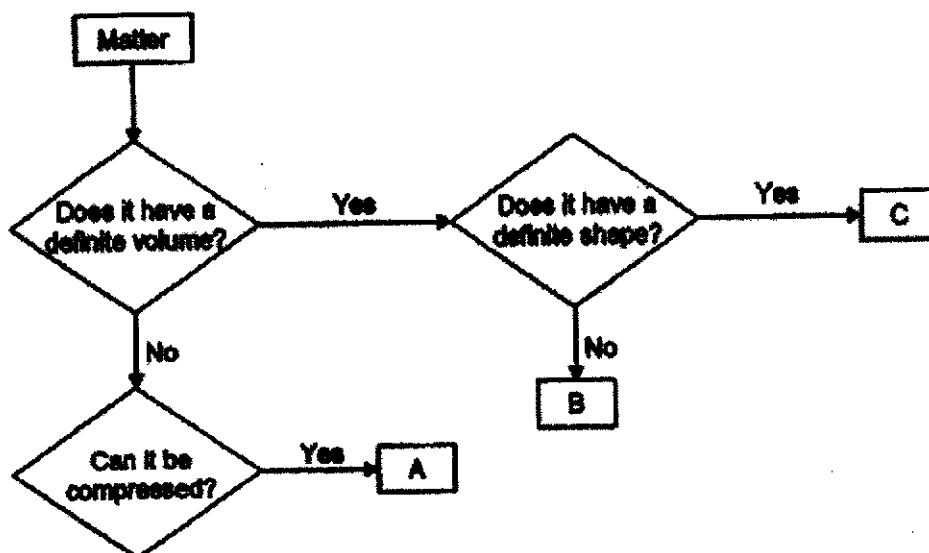 Matter
Does it have a
definite volume?
Yes
Does it have a
definite shape?
Yes
C
No
No
B
Can it be
compressed?
Yes
A